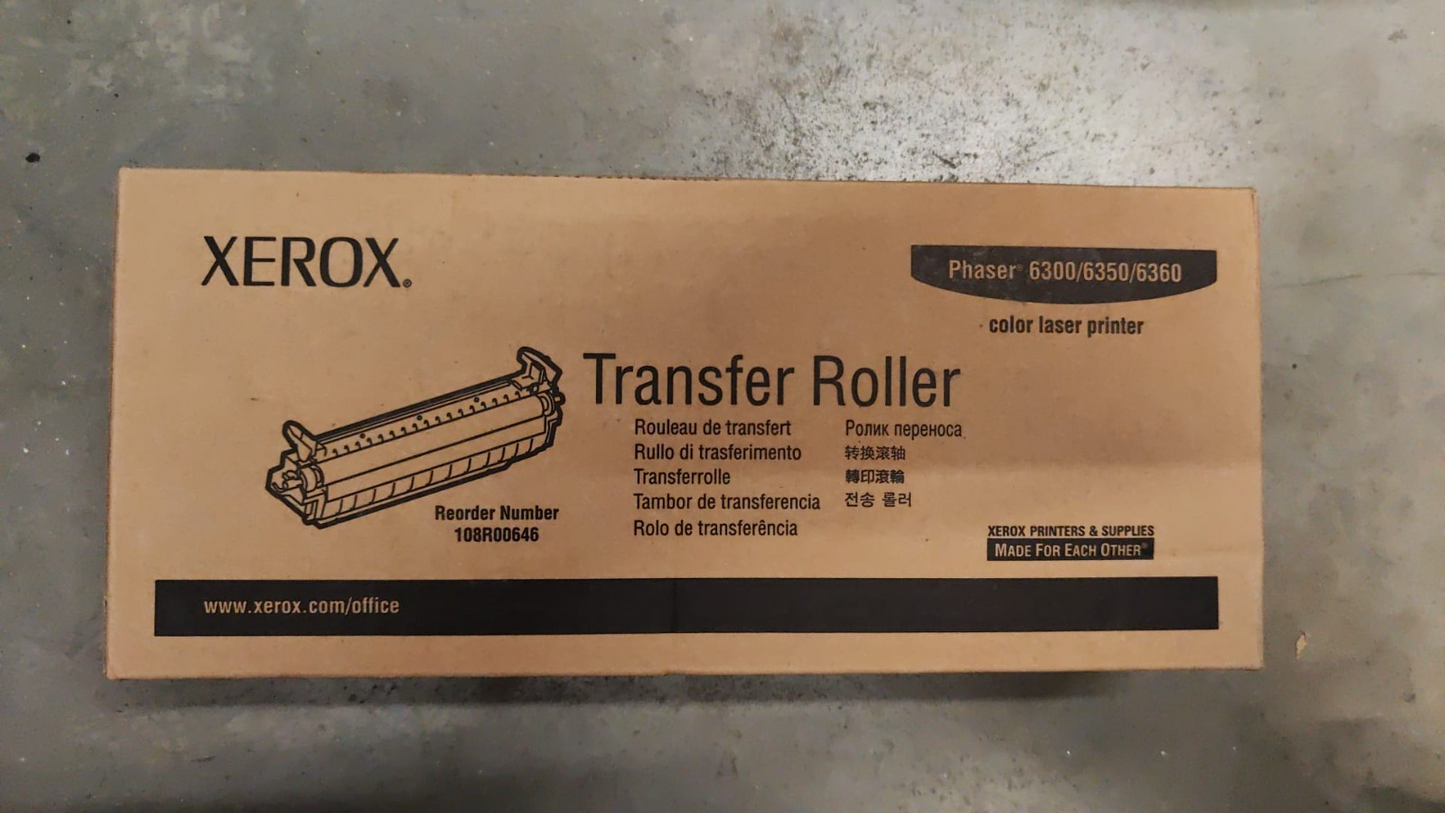 XEROX®
Phaser® 6300/6350/6360
color laser printer
Transfer Roller
Rouleau de transfert
Rullo di trasferimento
Transferrolle
Tambor de transferencia
Rolo de transferência
Ролик переноса
转换滚轴
轉印滾輪
전송 롤러
Reorder Number
108R00646
XEROX PRINTERS & SUPPLIES
MADE FOR EACH OTHER®
www.xerox.com/office